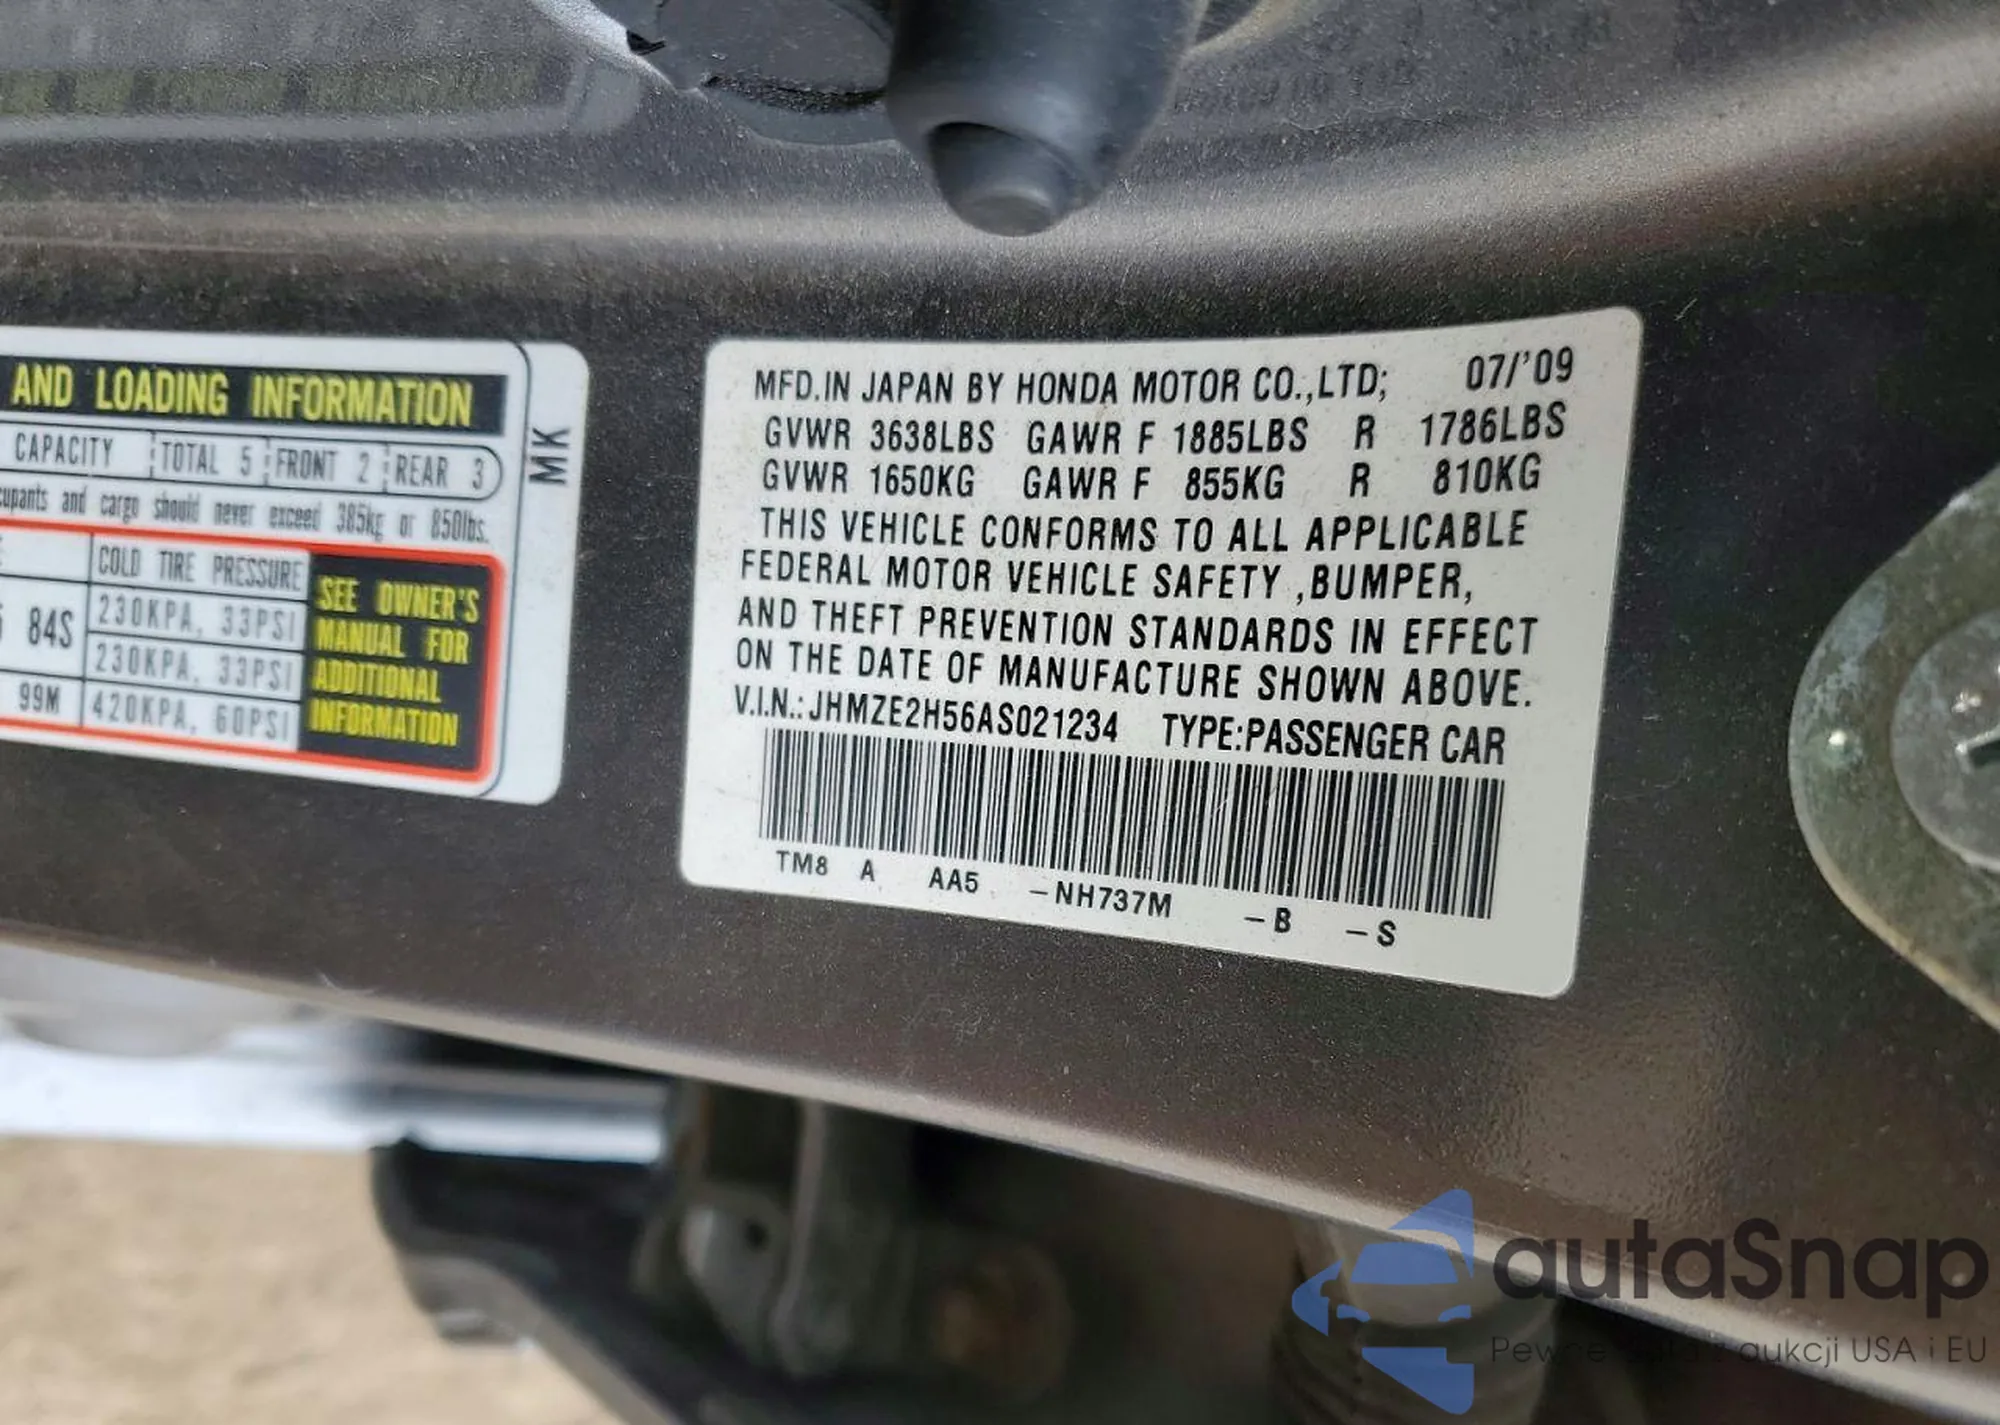 AND LOADING INFORMATION
CAPACITY TOTAL 5 FRONT 2 REAR 3
and cargo should never exceed 385kg or 850lbs.
COLD TIRE PRESSURE
84S 230KPA, 33PSI
230KPA, 33PSI
99M 420KPA, 60PSI
SEE OWNER'S
MANUAL FOR
ADDITIONAL
INFORMATION
MK
MFD.IN JAPAN BY HONDA MOTOR CO.,LTD; 07/'09
GVWR 3638LBS GAWR F 1885LBS R 1786LBS
GVWR 1650KG GAWR F 855KG R 810KG
THIS VEHICLE CONFORMS TO ALL APPLICABLE
FEDERAL MOTOR VEHICLE SAFETY ,BUMPER,
AND THEFT PREVENTION STANDARDS IN EFFECT
ON THE DATE OF MANUFACTURE SHOWN ABOVE.
V.I.N.: JHMZE2H56AS021234 TYPE:PASSENGER CAR
TM8 A AA5 -NH737M -B -S
autaSnap
z aukcji USA i EU